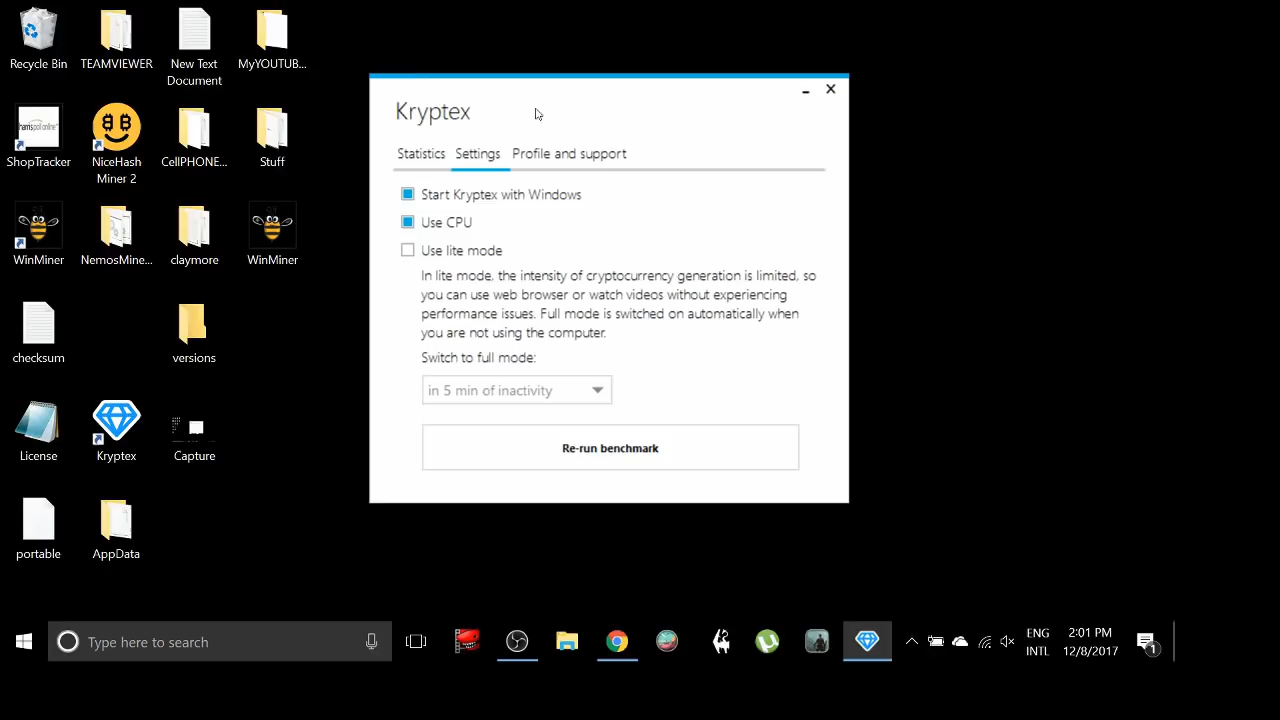 Recycle Bin
TEAMVIEWER
New Text
Document
MyYOUTUB...
harris poll online
ShopTracker
NiceHash
Miner 2
CellPHONE...
Stuff
WinMiner
NemosMine...
claymore
WinMiner
checksum
versions
License
Kryptex
Capture
portable
AppData
Kryptex
Statistics
Settings
Profile and support
Start Kryptex with Windows
Use CPU
Use lite mode
In lite mode, the intensity of cryptocurrency generation is limited, so
you can use web browser or watch videos without experiencing
performance issues. Full mode is switched on automatically when
you are not using the computer.
Switch to full mode:
in 5 min of inactivity
Re-run benchmark
Type here to search
ENG
INTL
2:01 PM
12/8/2017
1